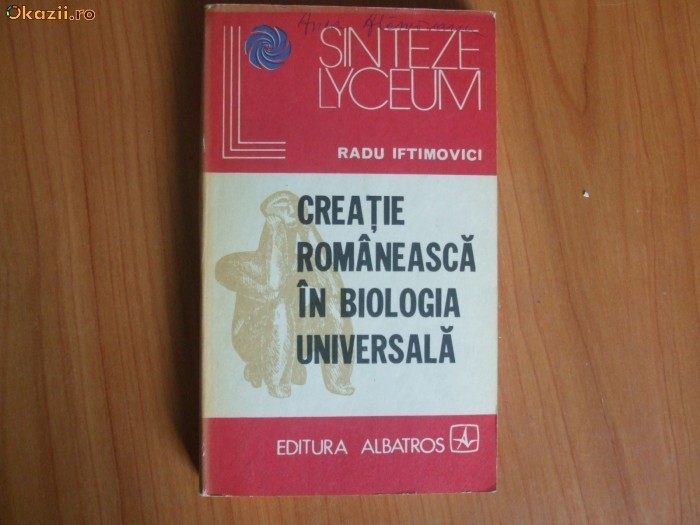 Okazii.ro
SINTEZE
LYCEUM
RADU IFTIMOVICI
CREAȚIE
ROMÂNEASCĂ
ÎN BIOLOGIA
UNIVERSALĂ
EDITURA ALBATROS